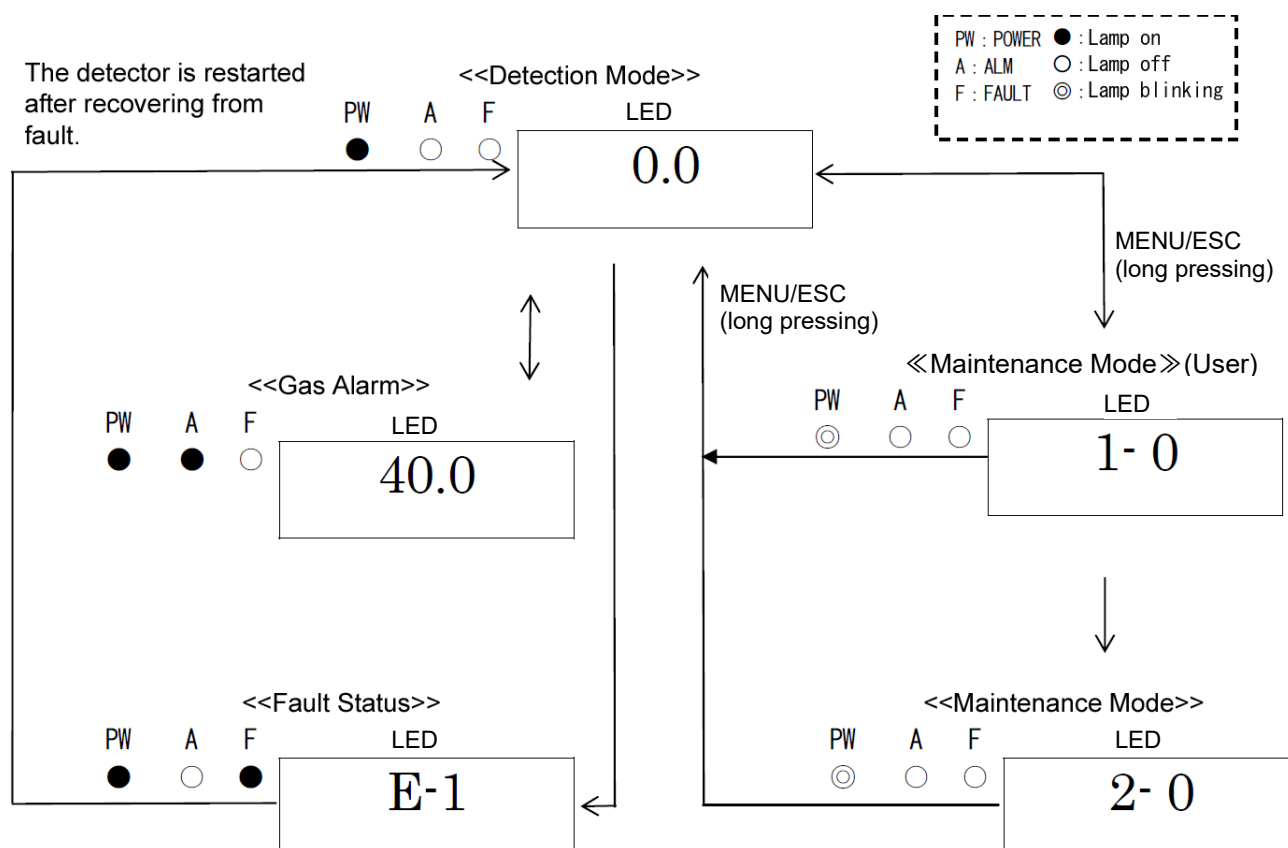 PW : POWER ● : Lamp on
A : ALM ○ : Lamp off
F : FAULT ◎ : Lamp blinking
The detector is restarted
after recovering from
fault.
<<Detection Mode>>
PW A F LED
0.0
MENU/ESC
(long pressing)
MENU/ESC
(long pressing)
<<Gas Alarm>>
PW A F LED
40.0
≪Maintenance Mode≫(User)
PW A F LED
1- 0
<<Fault Status>>
PW A F LED
E-1
<<Maintenance Mode>>
PW A F LED
2- 0